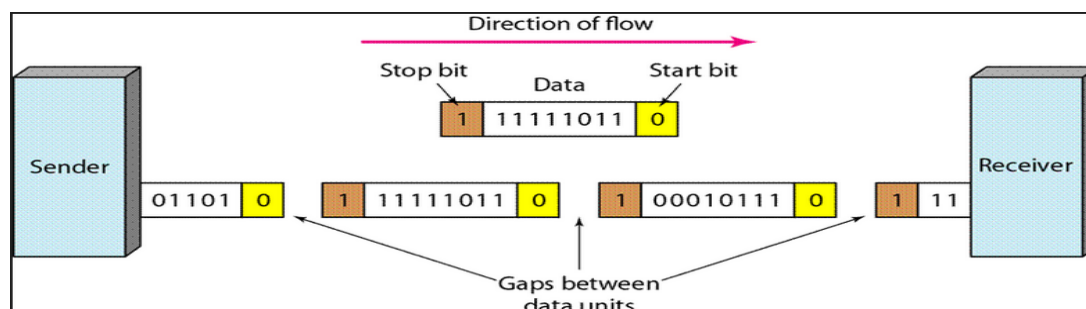 Direction of flow
Stop bit
Data
Start bit
1 11111011 0
Sender
Receiver
01101 0
1 11111011 0
1 00010111 0
1 11
Gaps between
data units